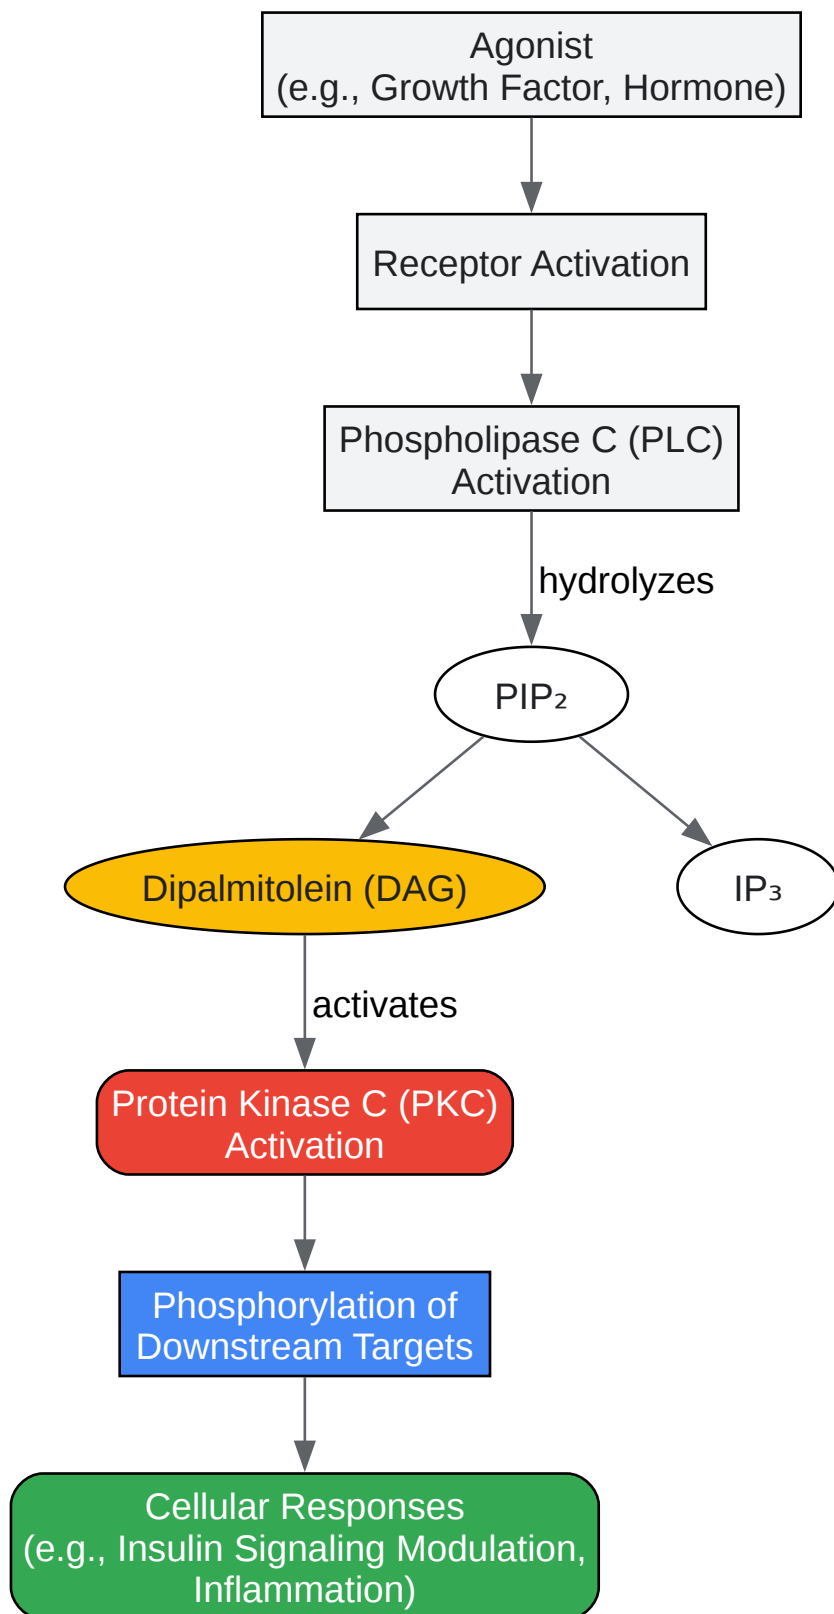 Agonist
(e.g., Growth Factor, Hormone)
Receptor Activation
Phospholipase C (PLC)
Activation
hydrolyzes
PIP₂
Dipalmitolein (DAG)
IP₃
activates
Protein Kinase C (PKC)
Activation
Phosphorylation of
Downstream Targets
Cellular Responses
(e.g., Insulin Signaling Modulation,
Inflammation)